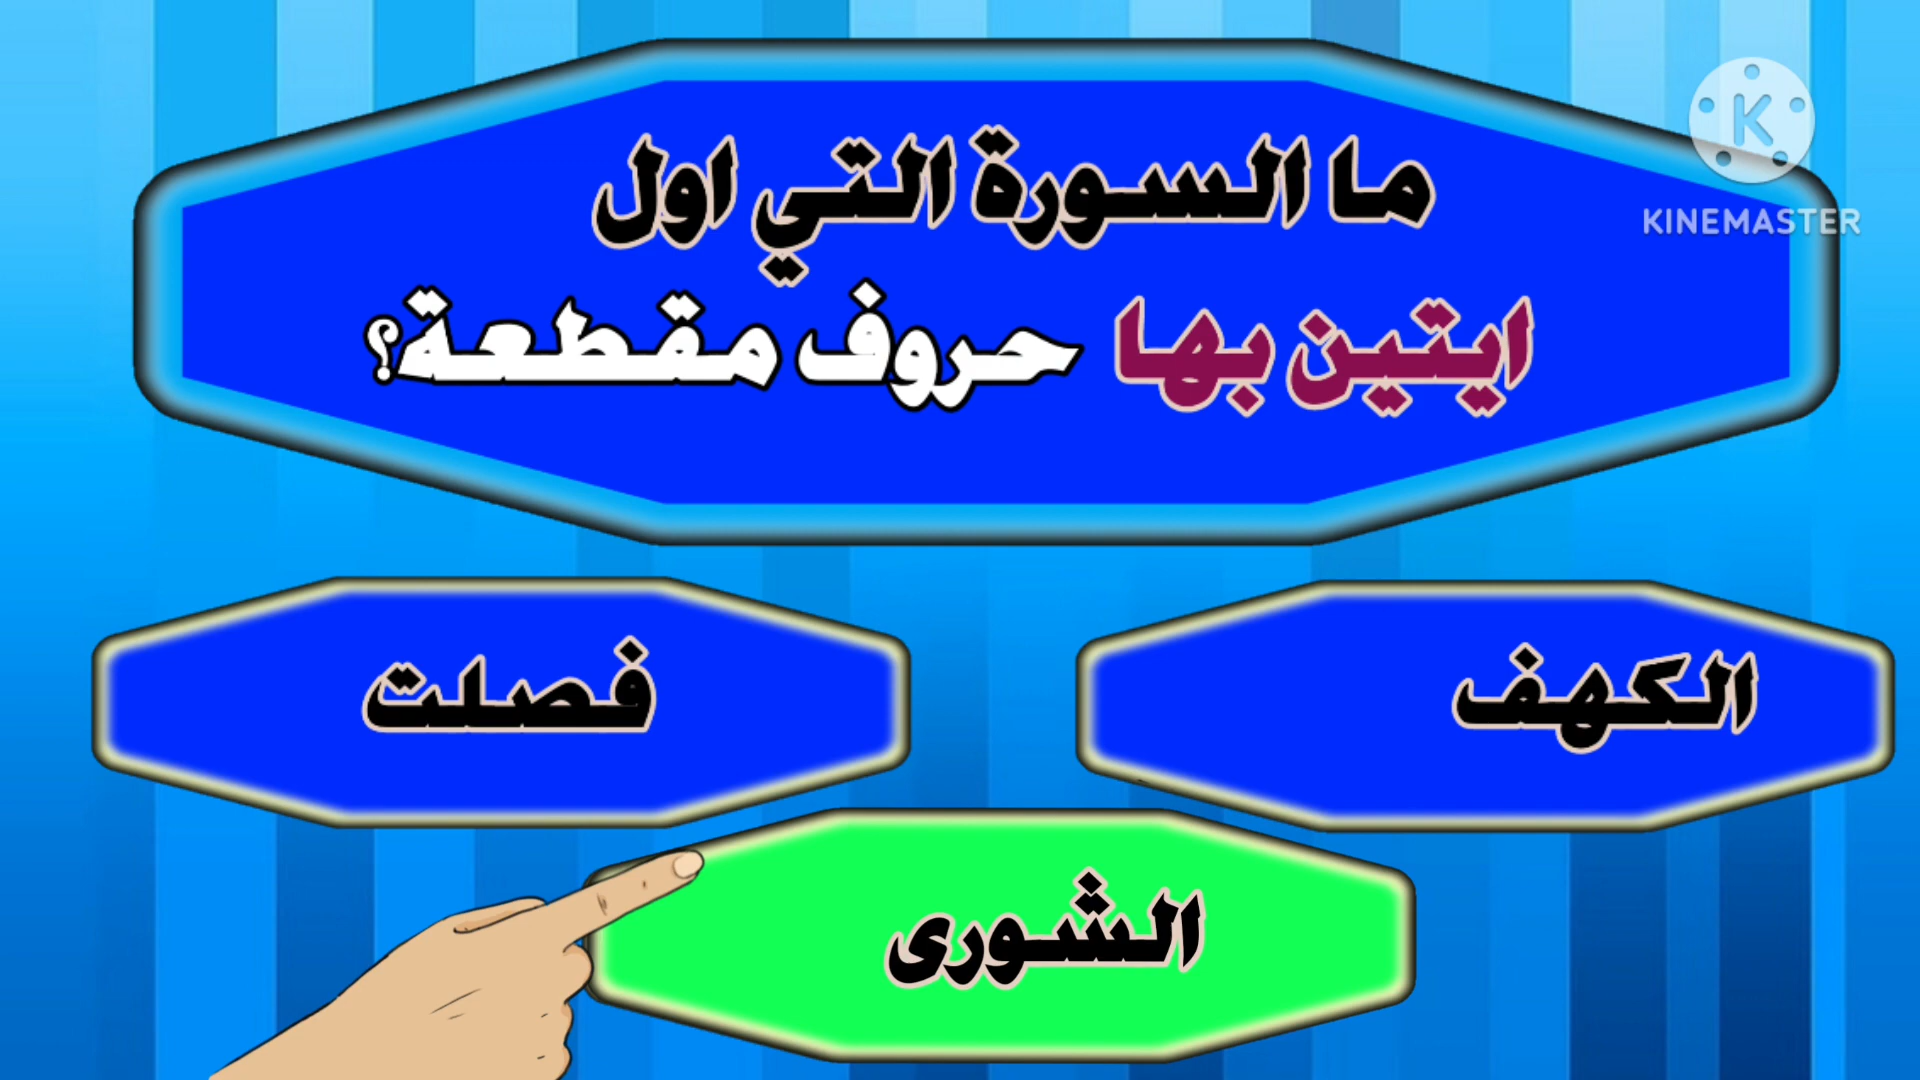 ما السورة التي اول
ايتين بها حروف مقطعة؟
KINEMASTER
الكهف
فصلت
الشورى